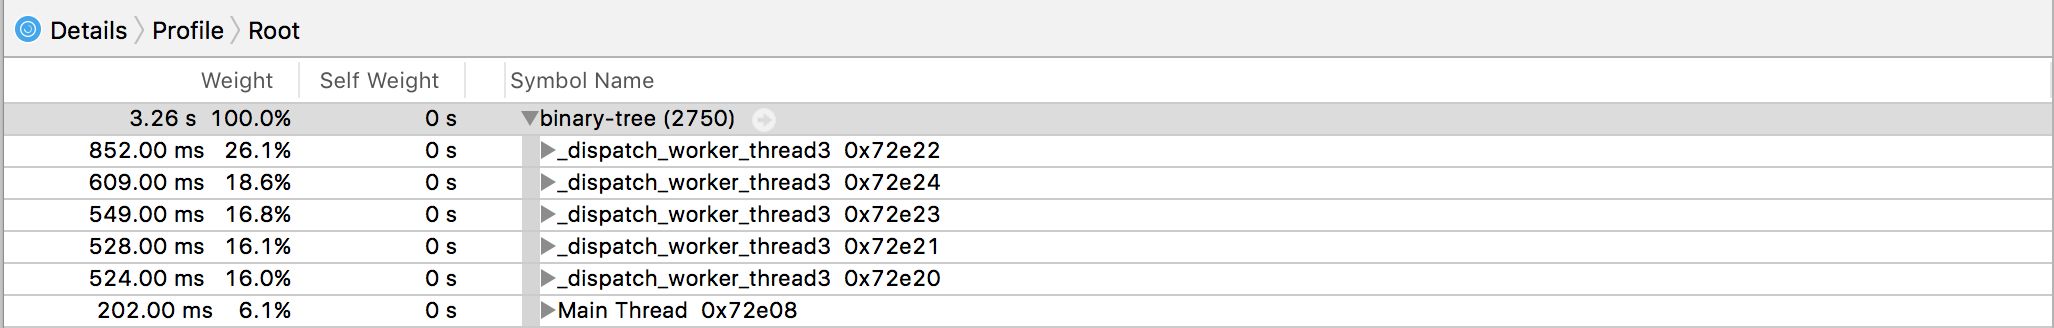 Details Profile Root
Weight Self Weight Symbol Name
3.26 s 100.0% 0 s binary-tree (2750)
852.00 ms 26.1% 0 s _dispatch_worker_thread3 0x72e22
609.00 ms 18.6% 0 s _dispatch_worker_thread3 0x72e24
549.00 ms 16.8% 0 s _dispatch_worker_thread3 0x72e23
528.00 ms 16.1% 0 s _dispatch_worker_thread3 0x72e21
524.00 ms 16.0% 0 s _dispatch_worker_thread3 0x72e20
202.00 ms 6.1% 0 s Main Thread 0x72e08